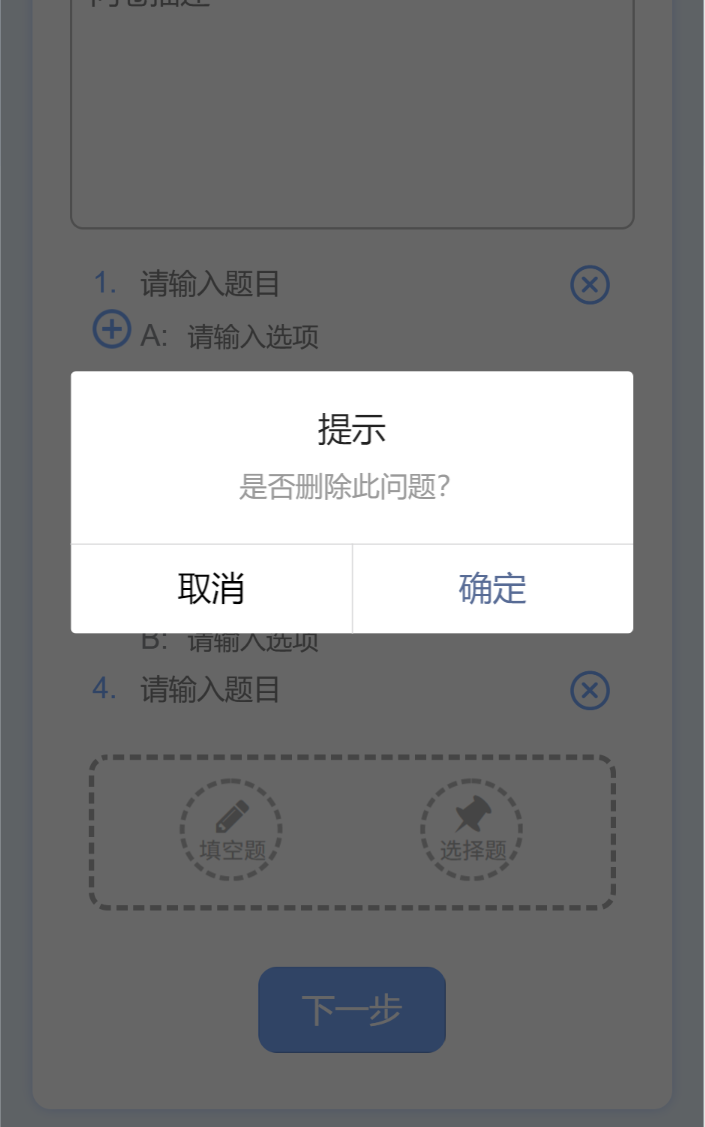 1. 请输入题目
A: 请输入选项
提示
是否删除此问题?
取消 确定
B: 请输入选项
4. 请输入题目
填空题 选择题
下一步